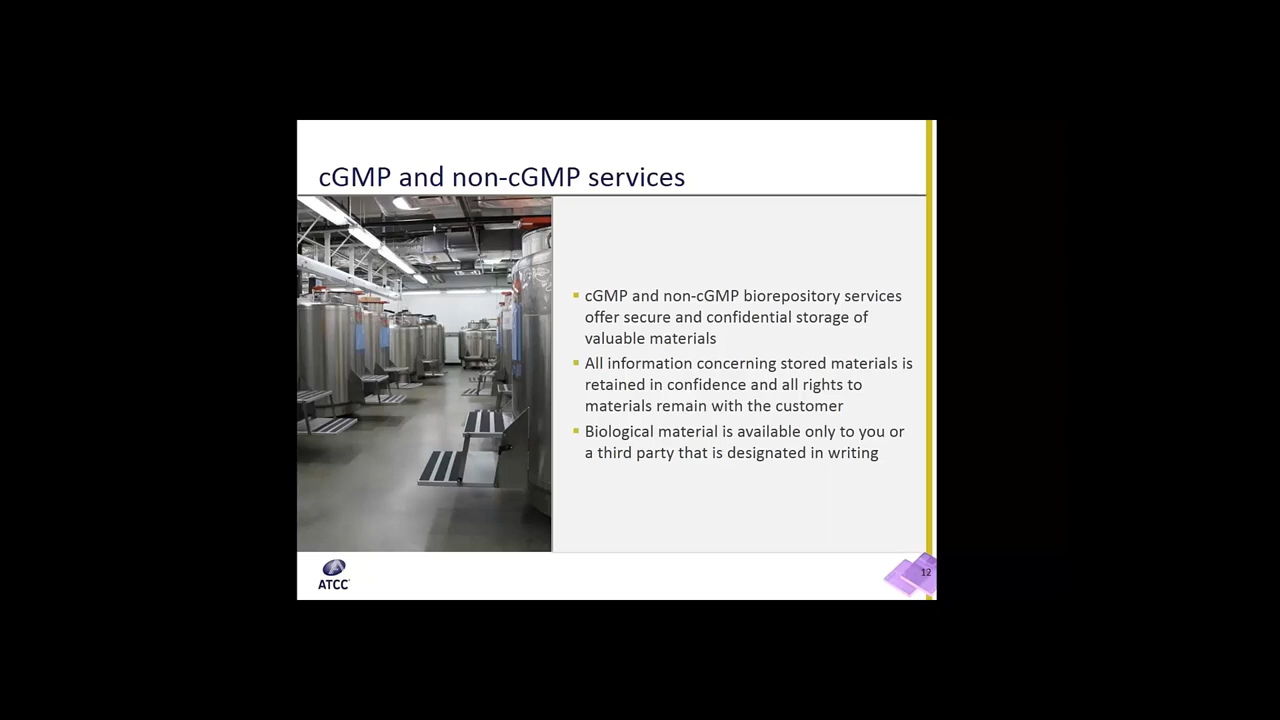 cGMP and non-cGMP services
▪ cGMP and non-cGMP biorepository services
offer secure and confidential storage of
valuable materials
▪ All information concerning stored materials is
retained in confidence and all rights to
materials remain with the customer
▪ Biological material is available only to you or
a third party that is designated in writing
ATCC
12